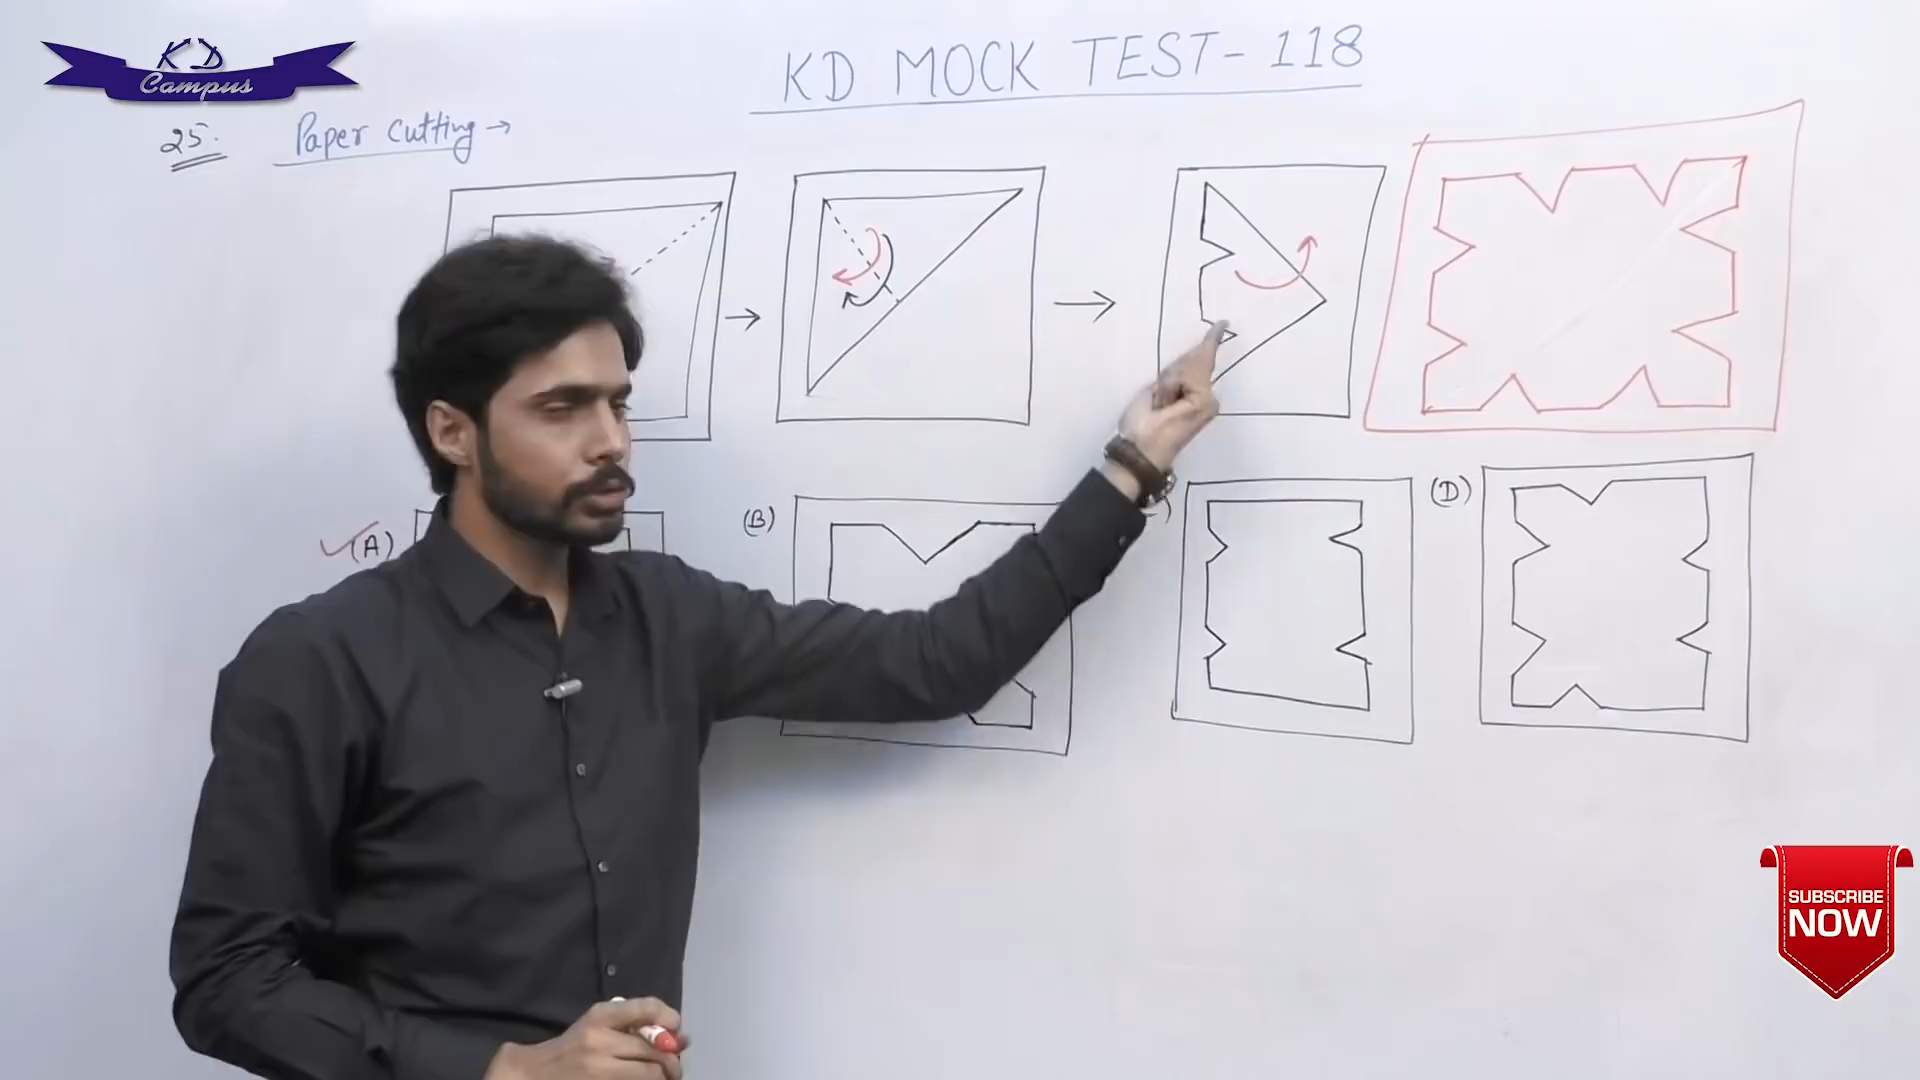 KD
Campus
KD MOCK TEST-118
25. Paper Cutting →
(A)
(B)
(D)
SUBSCRIBE
NOW